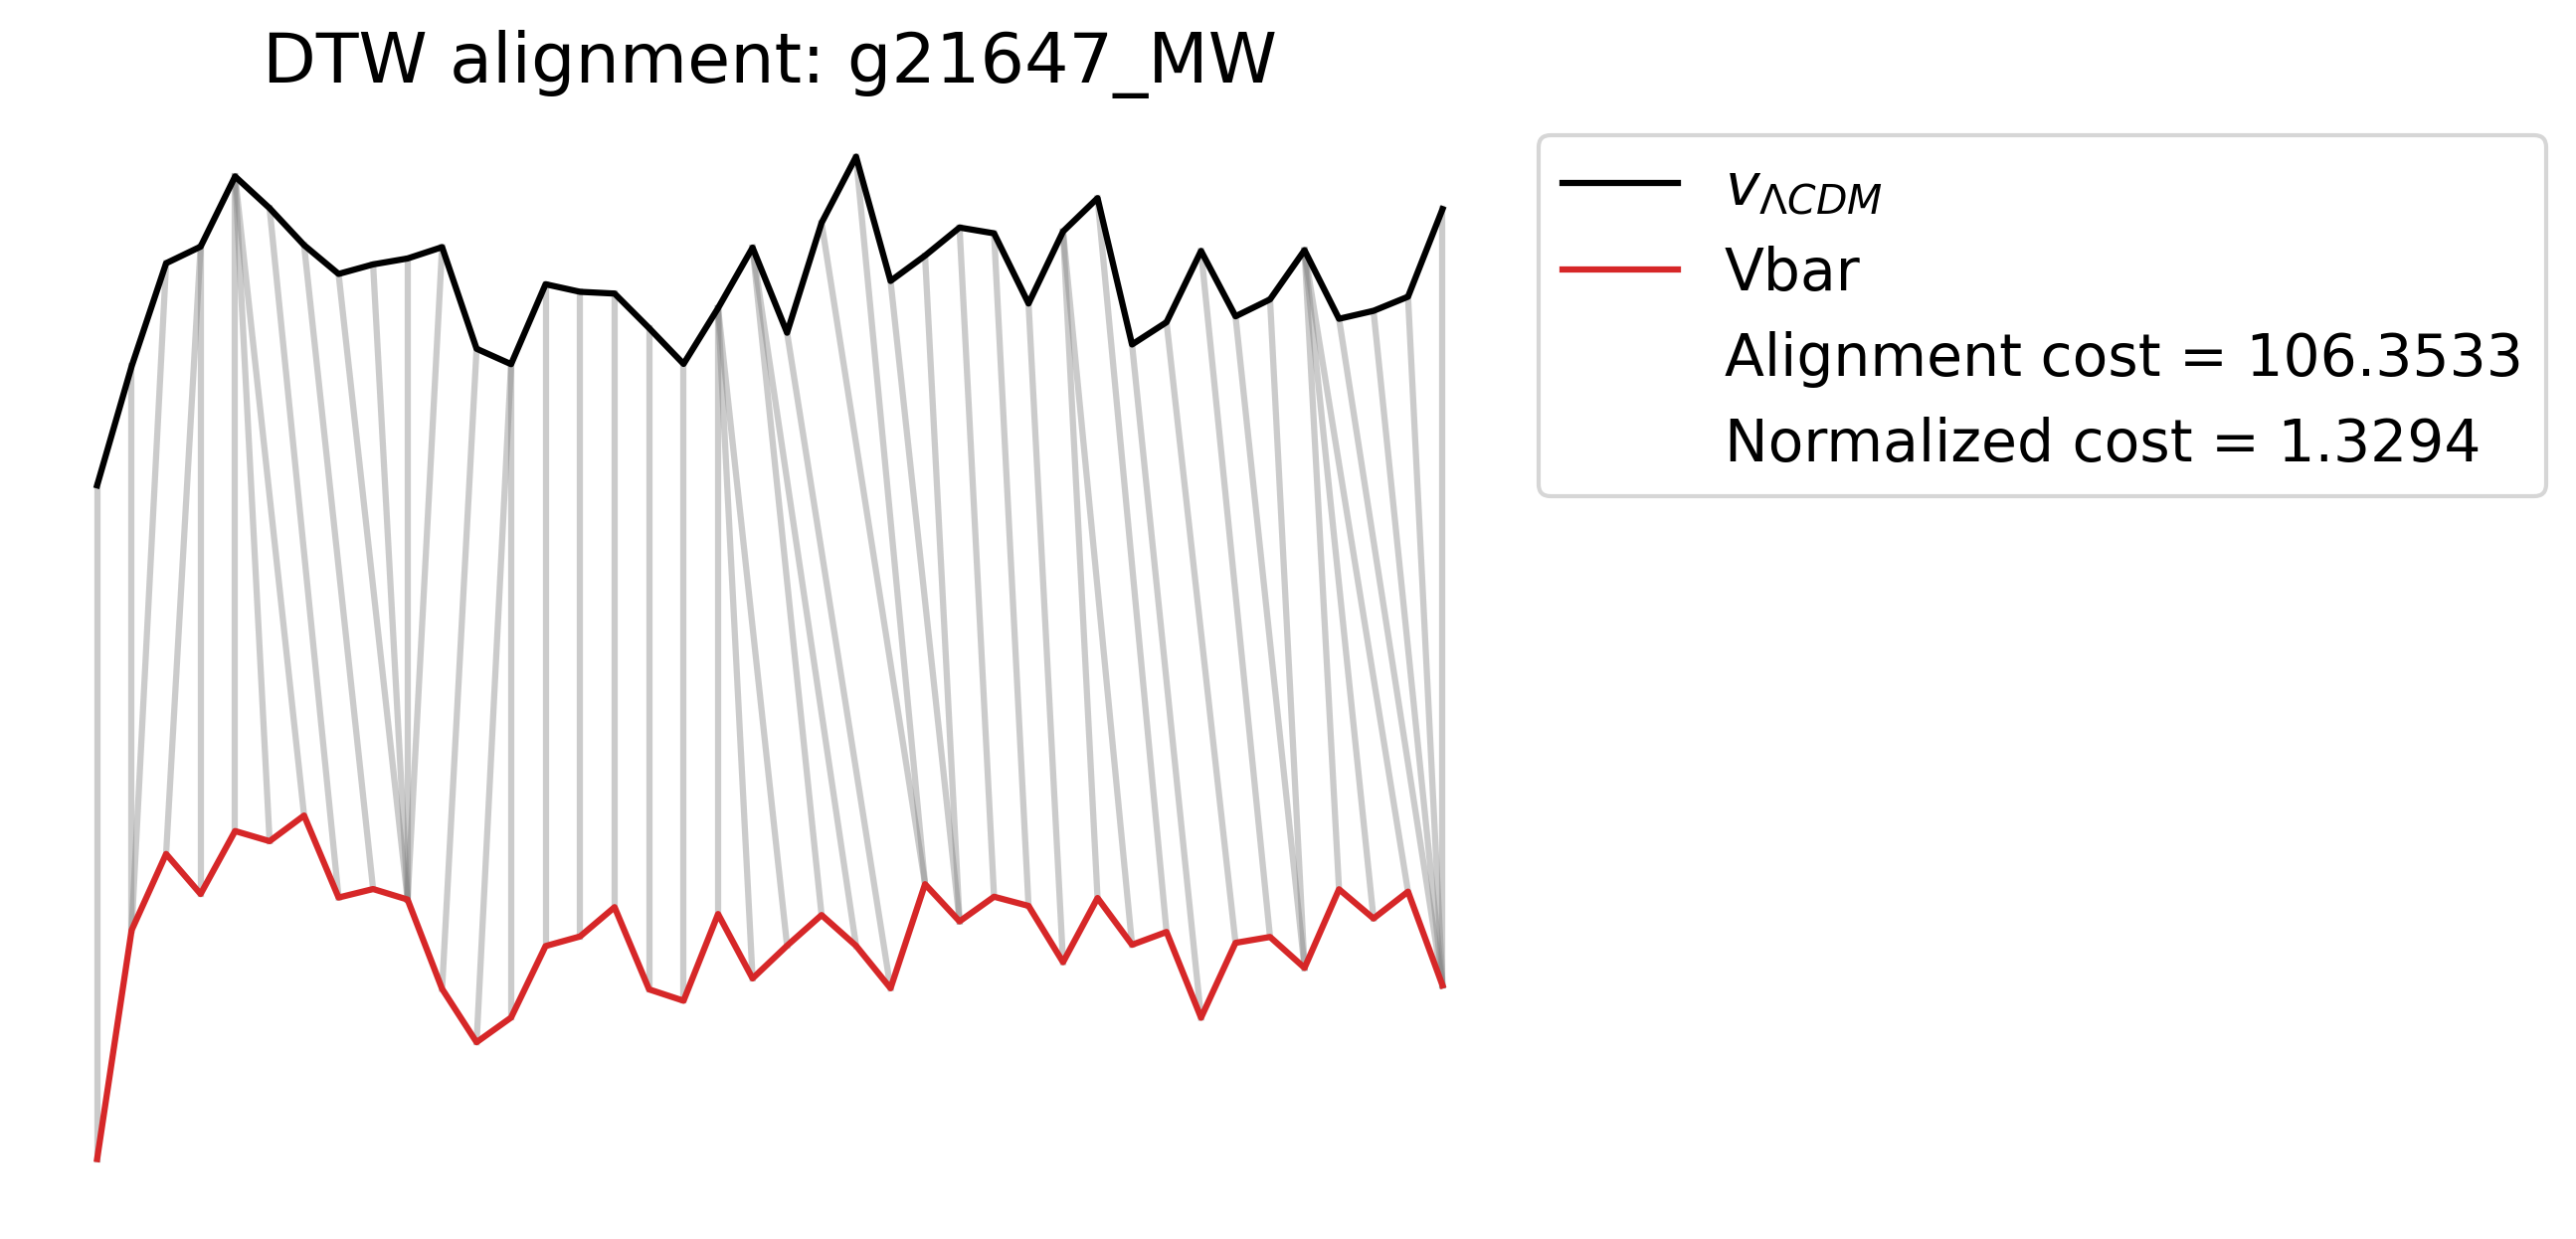 DTW alignment: g21647_MW
v_ΛCDM
Vbar
Alignment cost = 106.3533
Normalized cost = 1.3294